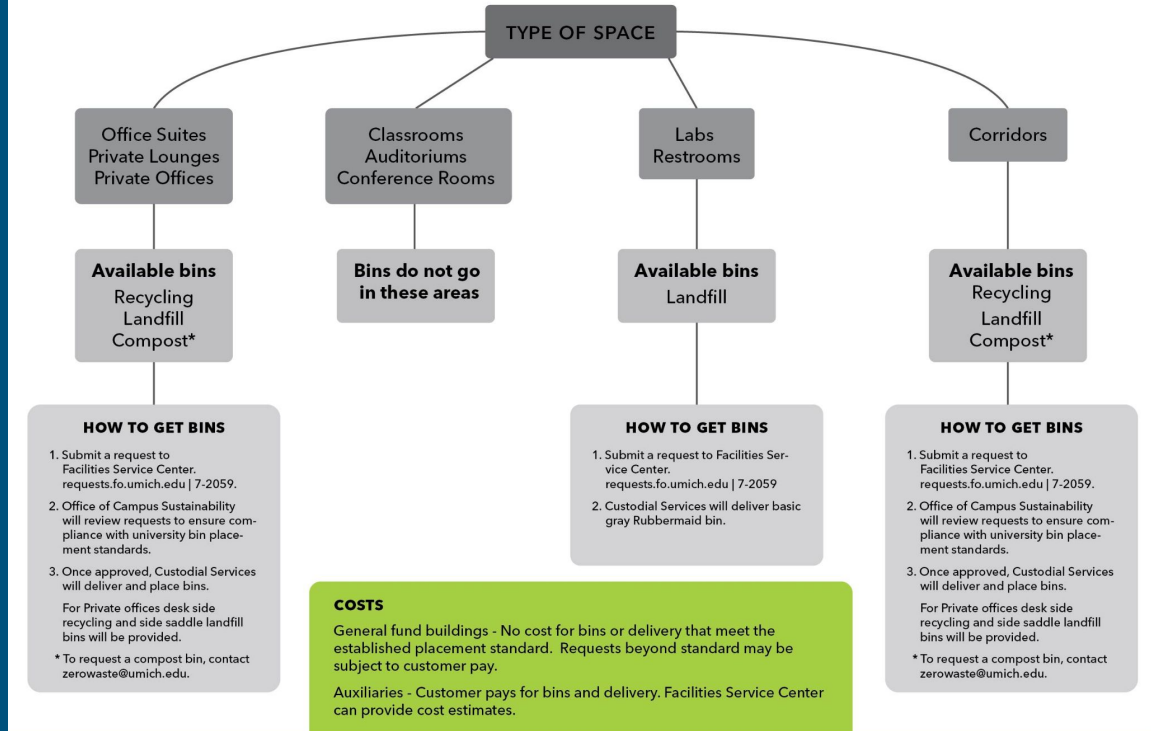 TYPE OF SPACE
Office Suites
Private Lounges
Private Offices
Available bins
Recycling
Landfill
Compost*
HOW TO GET BINS
1. Submit a request to
Facilities Service Center.
requests.fo.umich.edu | 7-2059.
2. Office of Campus Sustainability
will review requests to ensure com-
pliance with university bin place-
ment standards.
3. Once approved, Custodial Services
will deliver and place bins.
For Private offices desk side
recycling and side saddle landfill
bins will be provided.
* To request a compost bin, contact
zerowaste@umich.edu.
Classrooms
Auditoriums
Conference Rooms
Bins do not go
in these areas
Labs
Restrooms
Available bins
Landfill
HOW TO GET BINS
1. Submit a request to Facilities Ser-
vice Center.
requests.fo.umich.edu | 7-2059
2. Custodial Services will deliver basic
gray Rubbermaid bin.
Corridors
Available bins
Recycling
Landfill
Compost*
HOW TO GET BINS
1. Submit a request to
Facilities Service Center.
requests.fo.umich.edu | 7-2059.
2. Office of Campus Sustainability
will review requests to ensure com-
pliance with university bin place-
ment standards.
3. Once approved, Custodial Services
will deliver and place bins.
For Private offices desk side
recycling and side saddle landfill
bins will be provided.
* To request a compost bin, contact
zerowaste@umich.edu.
COSTS
General fund buildings - No cost for bins or delivery that meet the
established placement standard. Requests beyond standard may be
subject to customer pay.
Auxiliaries - Customer pays for bins and delivery. Facilities Service Center
can provide cost estimates.